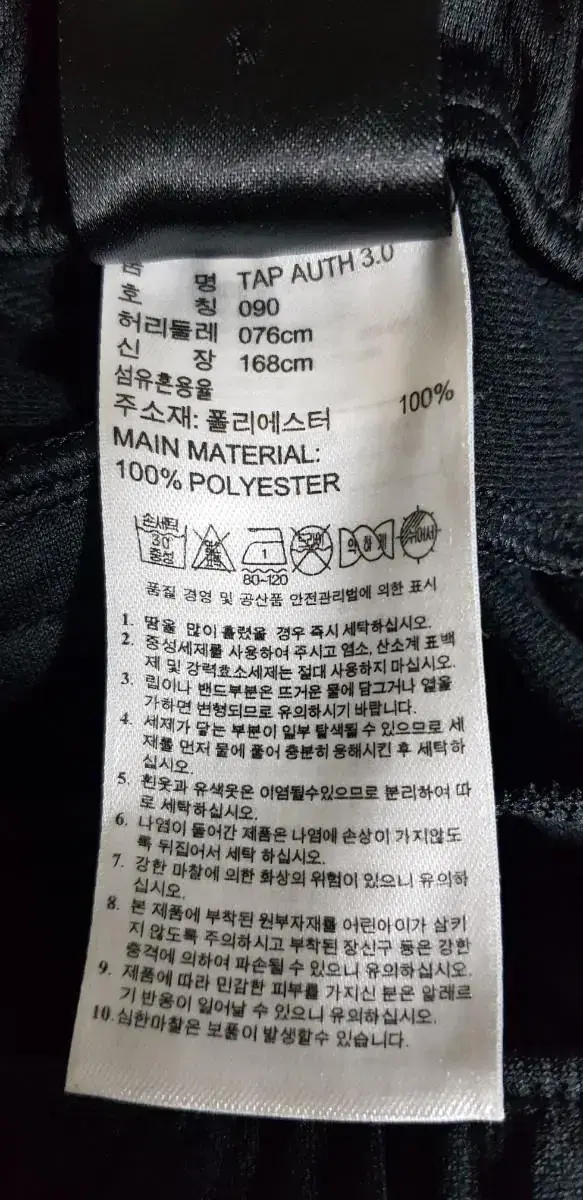 품 명 TAP AUTH 3.0
호 칭 090
허리둘레 076cm
신 장 168cm
섬유혼용율
주소재: 폴리에스터 100%
MAIN MATERIAL:
100% POLYESTER
손세탁 30 중성 1 80-120
품질 경영 및 공산품 안전관리법에 의한 표시
1. 땀을 많이 흘렸을 경우 즉시 세탁하십시오.
2. 중성세제를 사용하여 주시고 염소, 산소계 표백
제 및 강력효소세제는 절대 사용하지 마십시오.
3. 립이나 밴드부분은 뜨거운 물에 담그거나 열을
가하면 변형되므로 유의하시기 바랍니다.
4. 세제가 닿는 부분이 일부 탈색될 수 있으므로 세
제를 먼저 물에 풀어 충분히 용해시킨 후 세탁하
십시오.
5. 흰옷과 유색옷은 이염될수있으므로 분리하여 따
로 세탁하십시오.
6. 나염이 들어간 제품은 나염에 손상이 가지않도
록 뒤집어서 세탁 하십시오.
7. 강한 마찰에 의한 화상의 위험이 있으니 유의하
십시오.
8. 본 제품에 부착된 원부자재를 어린아이가 삼키
지 않도록 주의하시고 부착된 장신구 등은 강한
충격에 의하여 파손될 수 있으니 유의하십시오.
9. 제품에 따라 민감한 피부를 가지신 분은 알레르
기 반응이 일어날 수 있으니 유의하십시오.
10.심한마찰은 보풀이 발생할수 있습니다.